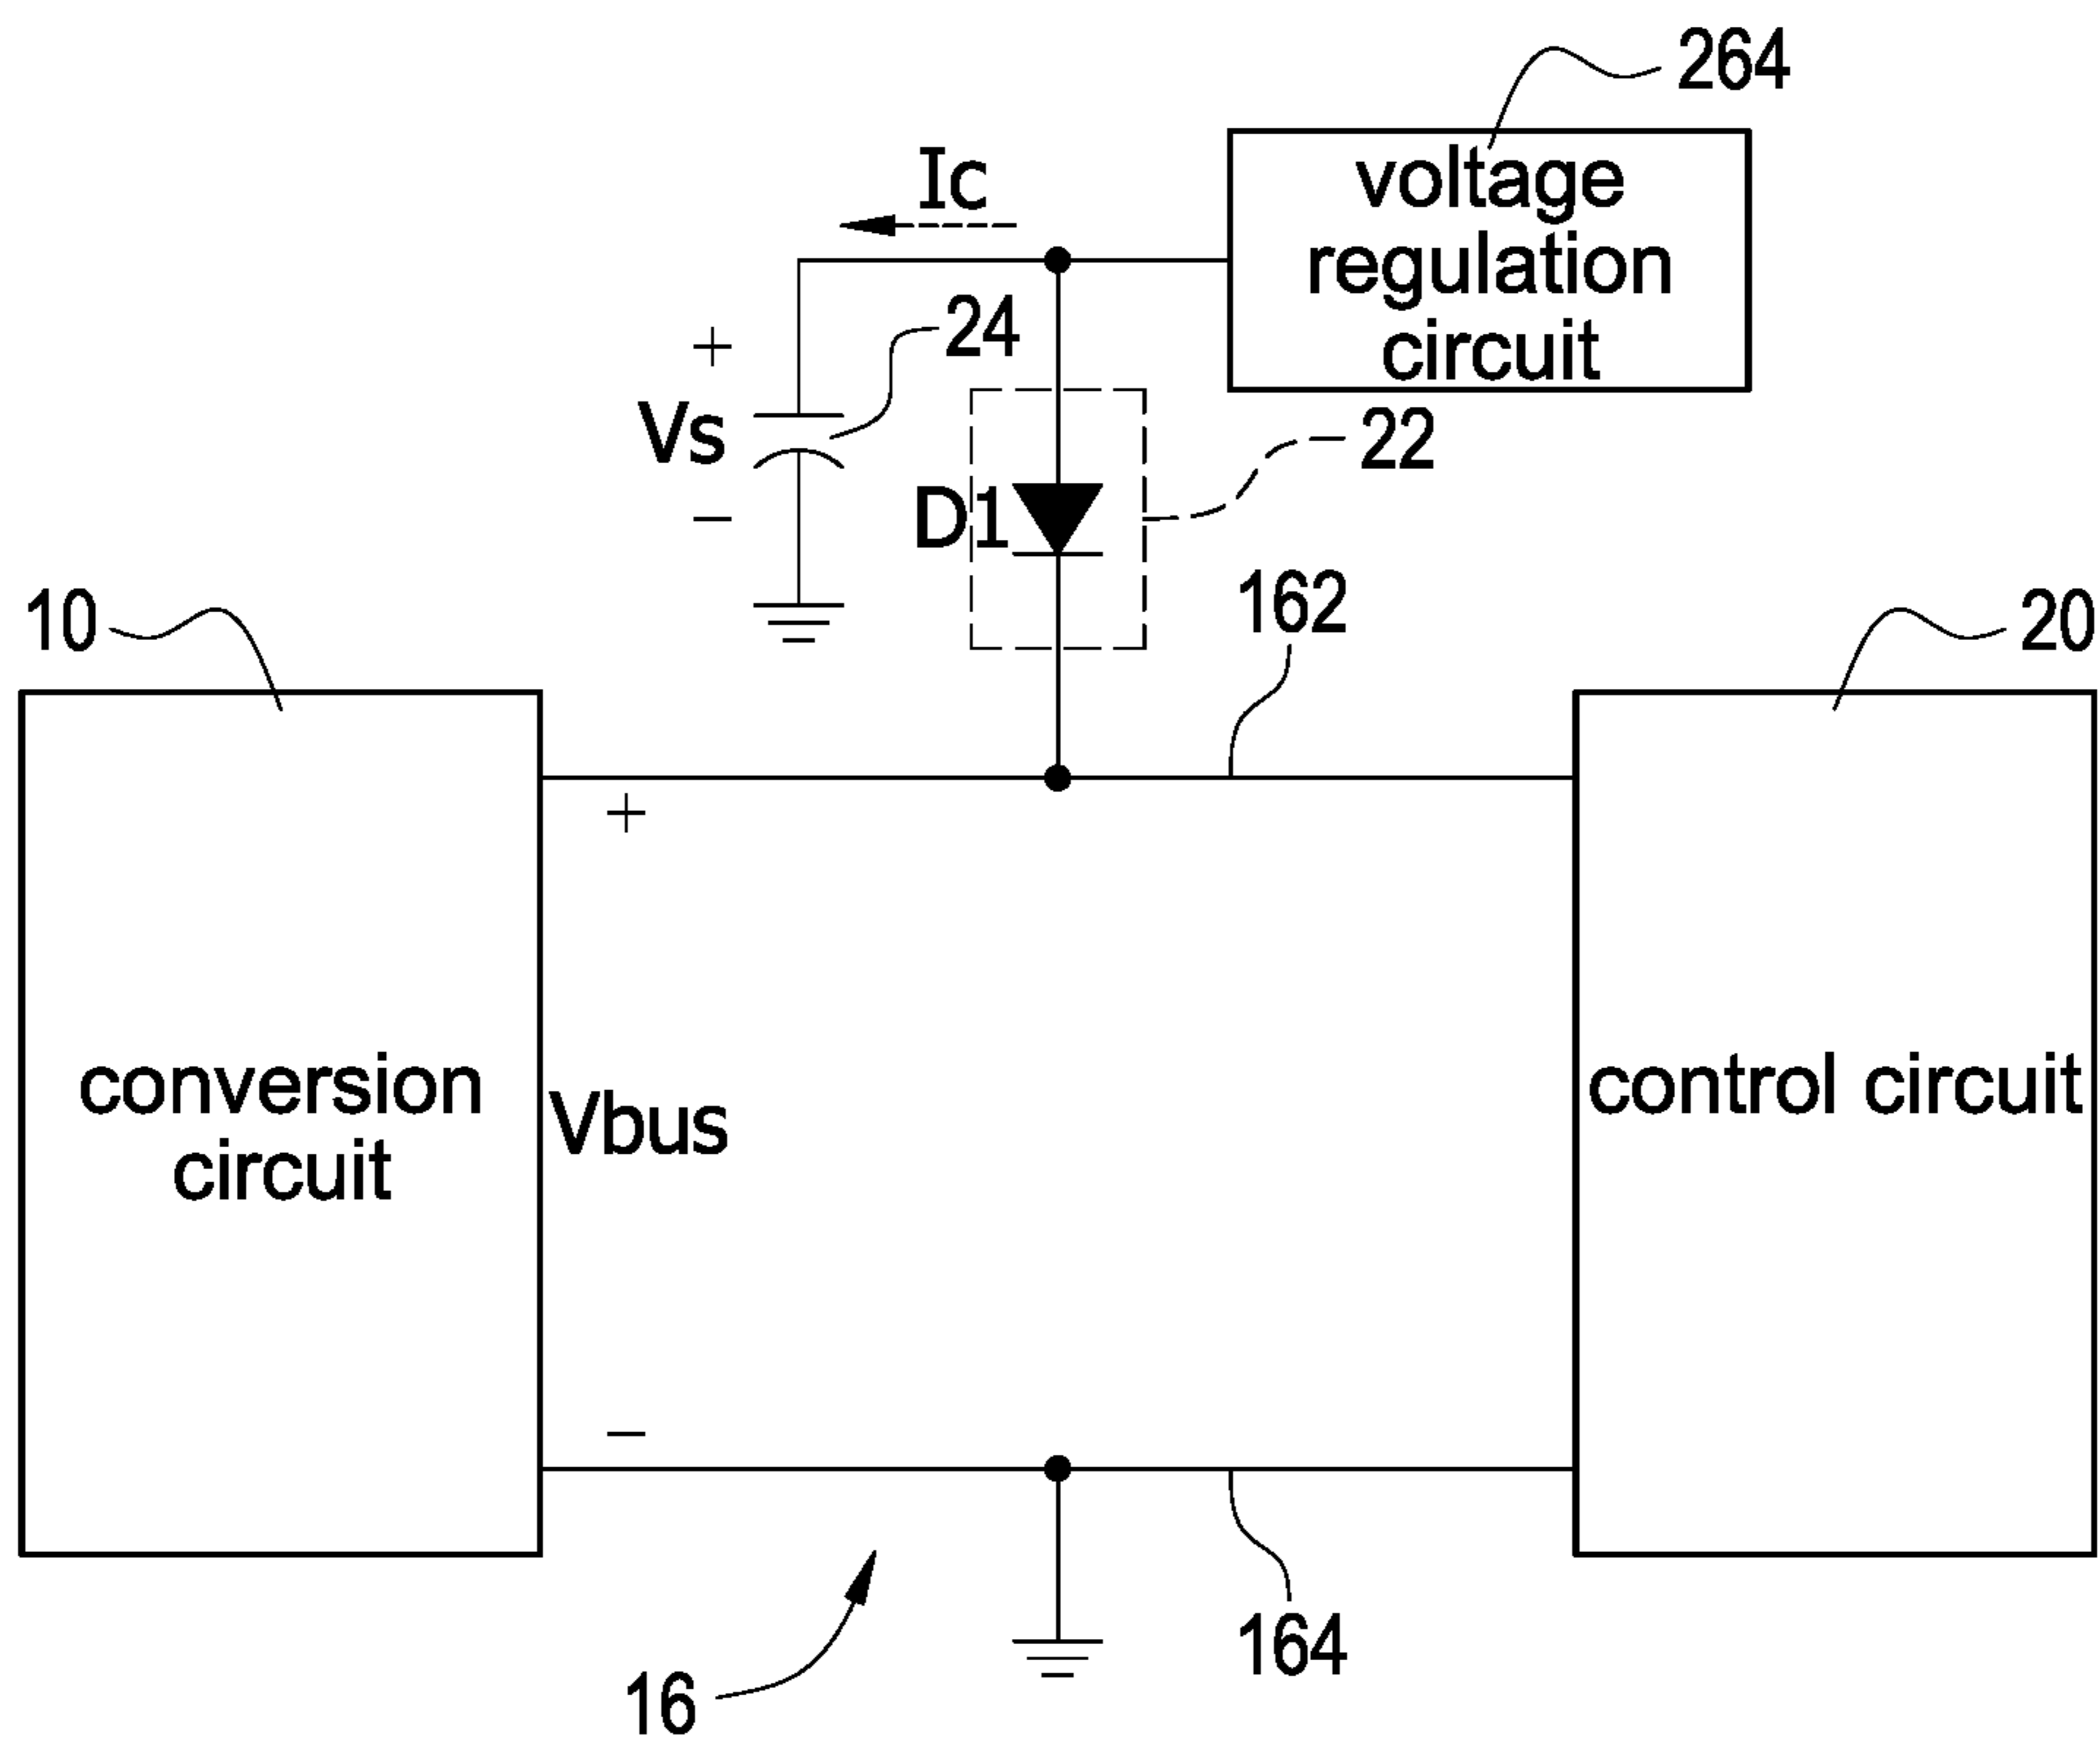 264
Ic
voltage
regulation
circuit
24
+
Vs
−
22
D1
162
10
20
+
conversion
circuit
Vbus
control circuit
−
164
16